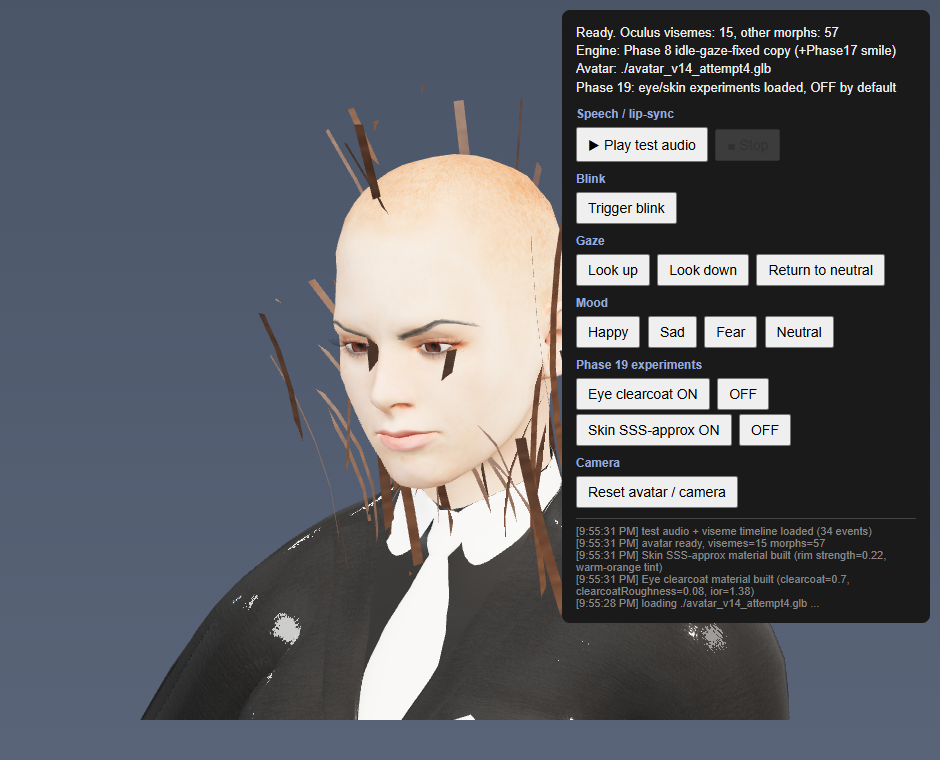 Ready. Oculus visemes: 15, other morphs: 57
Engine: Phase 8 idle-gaze-fixed copy (+Phase17 smile)
Avatar: ./avatar_v14_attempt4.glb
Phase 19: eye/skin experiments loaded, OFF by default
Speech / lip-sync
▶ Play test audio ■ Stop
Blink
Trigger blink
Gaze
Look up Look down Return to neutral
Mood
Happy Sad Fear Neutral
Phase 19 experiments
Eye clearcoat ON OFF
Skin SSS-approx ON OFF
Camera
Reset avatar / camera
[9:55:31 PM] test audio + viseme timeline loaded (34 events)
[9:55:31 PM] avatar ready, visemes=15 morphs=57
[9:55:31 PM] Skin SSS-approx material built (rim strength=0.22,
warm-orange tint)
[9:55:31 PM] Eye clearcoat material built (clearcoat=0.7,
clearcoatRoughness=0.08, ior=1.38)
[9:55:28 PM] loading ./avatar_v14_attempt4.glb ...